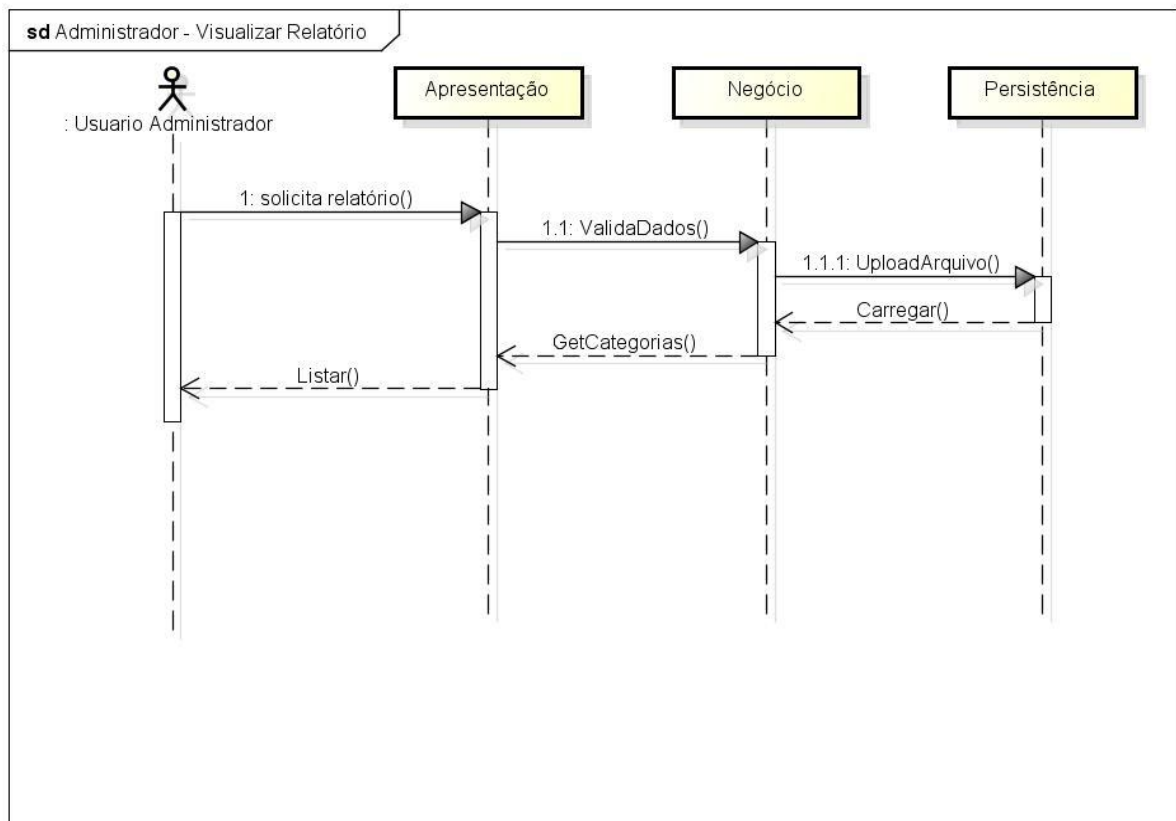 sd Administrador - Visualizar Relatório
: Usuario Administrador
Apresentação
Negócio
Persistência
1: solicita relatório()
1.1: ValidaDados()
1.1.1: UploadArquivo()
Carregar()
GetCategorias()
Listar()